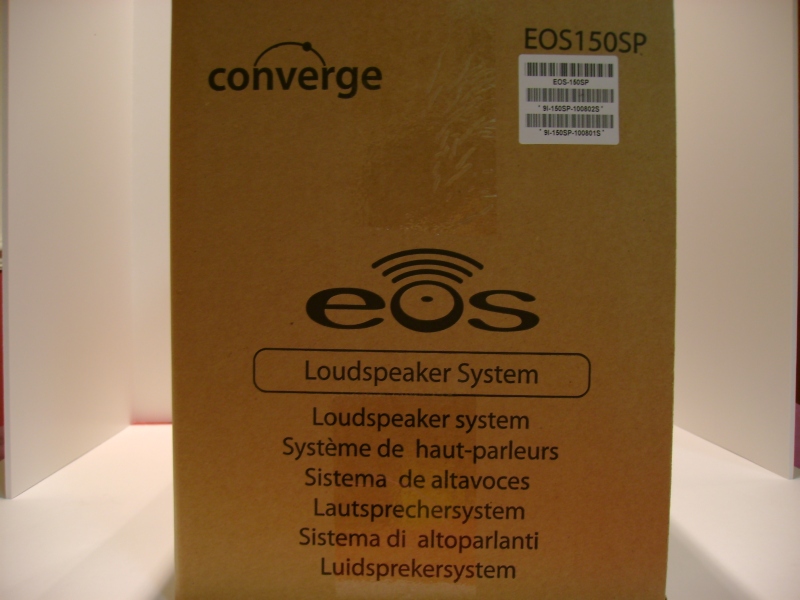 converge
EOS150SP
EOS-150SP
"9I-150SP-100802S"
"9I-150SP-100801S"
eos
Loudspeaker System
Loudspeaker system
Système de haut-parleurs
Sistema de altavoces
Lautsprechersystem
Sistema di altoparlanti
Luidsprekersystem